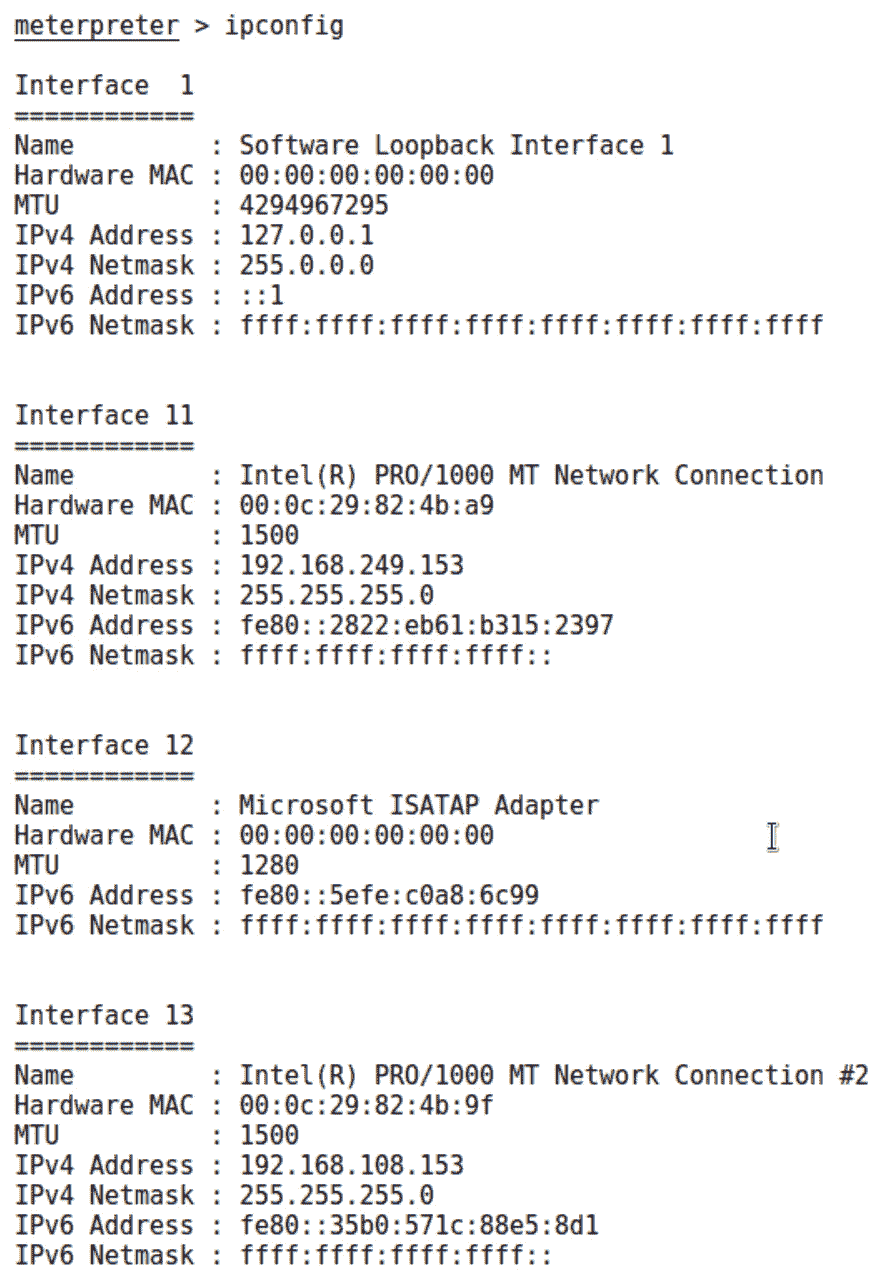 meterpreter > ipconfig
Interface  1
============
Name         : Software Loopback Interface 1
Hardware MAC : 00:00:00:00:00:00
MTU          : 4294967295
IPv4 Address : 127.0.0.1
IPv4 Netmask : 255.0.0.0
IPv6 Address : ::1
IPv6 Netmask : ffff:ffff:ffff:ffff:ffff:ffff:ffff:ffff
Interface 11
============
Name         : Intel(R) PRO/1000 MT Network Connection
Hardware MAC : 00:0c:29:82:4b:a9
MTU          : 1500
IPv4 Address : 192.168.249.153
IPv4 Netmask : 255.255.255.0
IPv6 Address : fe80::2822:eb61:b315:2397
IPv6 Netmask : ffff:ffff:ffff:ffff::
Interface 12
============
Name         : Microsoft ISATAP Adapter
Hardware MAC : 00:00:00:00:00:00
MTU          : 1280
IPv6 Address : fe80::5efe:c0a8:6c99
IPv6 Netmask : ffff:ffff:ffff:ffff:ffff:ffff:ffff:ffff
Interface 13
============
Name         : Intel(R) PRO/1000 MT Network Connection #2
Hardware MAC : 00:0c:29:82:4b:9f
MTU          : 1500
IPv4 Address : 192.168.108.153
IPv4 Netmask : 255.255.255.0
IPv6 Address : fe80::35b0:571c:88e5:8d1
IPv6 Netmask : ffff:ffff:ffff:ffff::